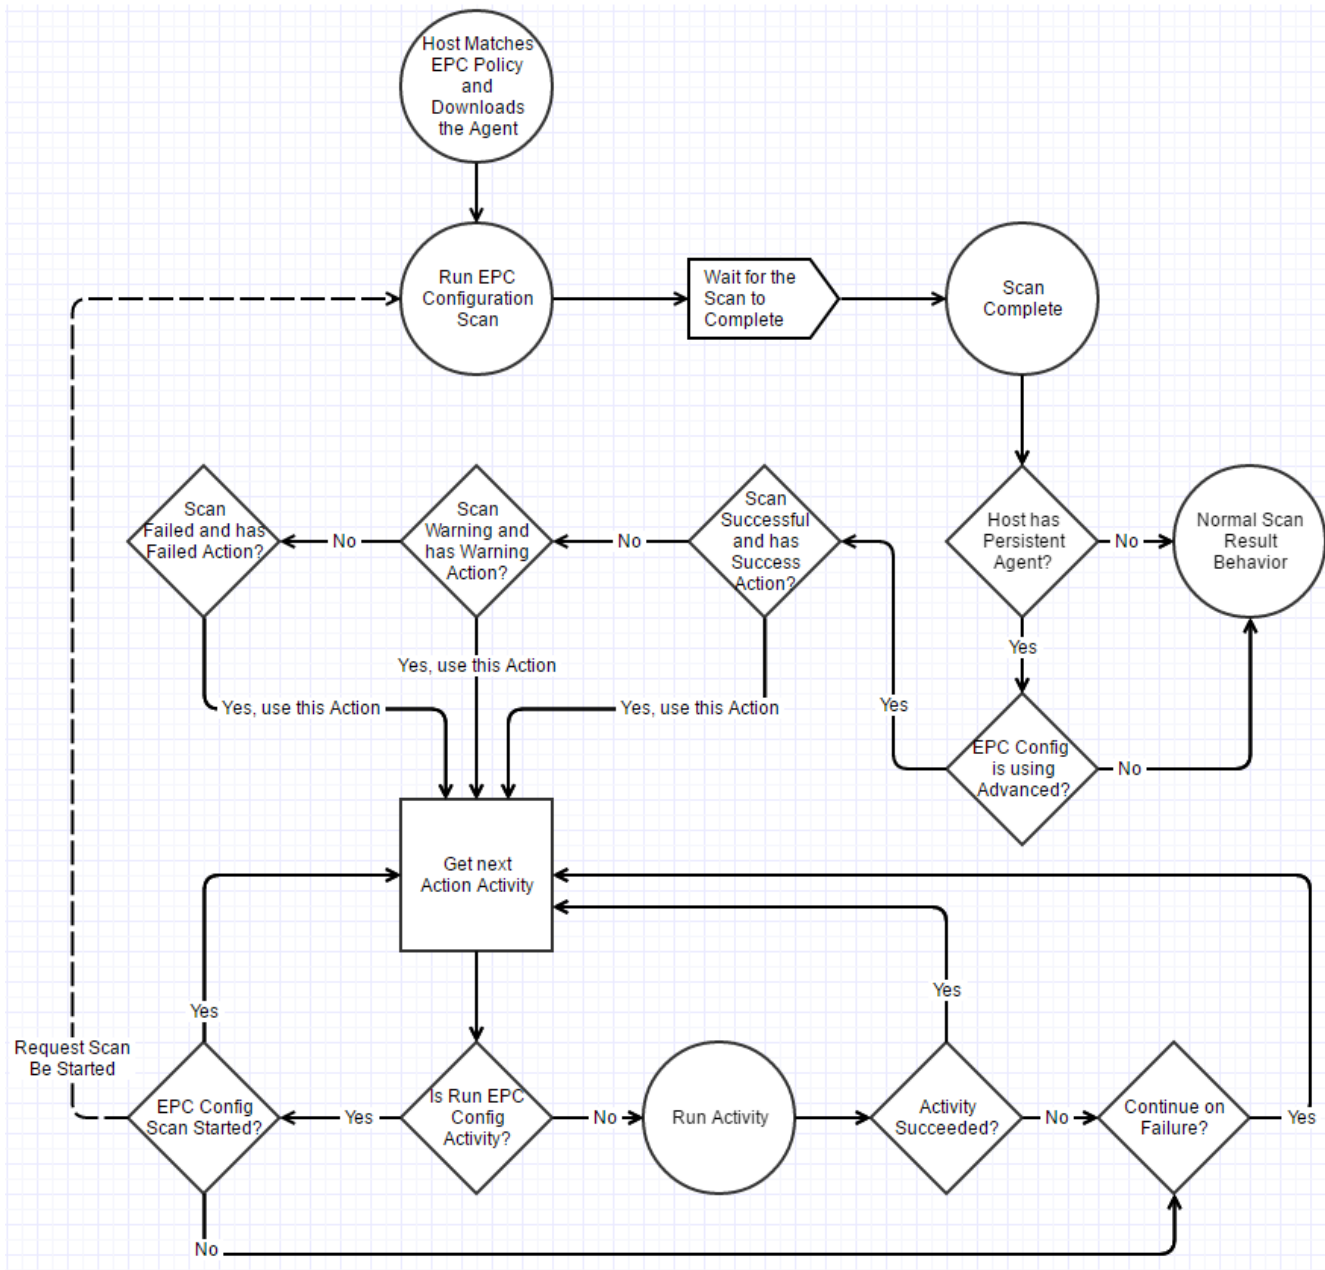 Host Matches
EPC Policy
and
Downloads
the Agent
Run EPC
Configuration
Scan
Wait for the
Scan to
Complete
Scan
Complete
Scan
Failed and has
Failed Action?
No
Scan
Warning and
has Warning
Action?
No
Scan
Successful
and has
Success
Action?
Host has
Persistent
Agent?
No
Normal Scan
Result
Behavior
Yes
Yes, use this Action
Yes, use this Action
Yes, use this Action
Yes
EPC Config
is using
Advanced?
No
Get next
Action Activity
Yes
Yes
Request Scan
Be Started
EPC Config
Scan Started?
Yes
Is Run EPC
Config
Activity?
No
Run Activity
Activity
Succeeded?
No
Continue on
Failure?
Yes
No